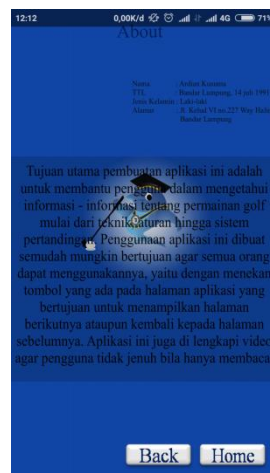 12:12 0,00K/d 4G 71%
About
Nama :
TTL : Bandar Lampung, 14 juli 1991
Jenis Kelamin : Laki-laki
Alamat : Jl. VI no.227 Way Halim
Bandar Lampung
Tujuan utama pembuatan aplikasi ini adalah
untuk membantu pengguna dalam mengetahui
informasi - informasi tentang permainan golf
mulai dari teknik, aturan hingga sistem
pertandingan. Penggunaan aplikasi ini dibuat
semudah mungkin bertujuan agar semua orang
dapat menggunakannya, yaitu dengan menekan
tombol yang ada pada halaman aplikasi yang
bertujuan untuk menampilkan halaman
berikutnya ataupun kembali kepada halaman
sebelumnya. Aplikasi ini juga di lengkapi video
agar pengguna tidak jenuh bila hanya membaca
Back Home